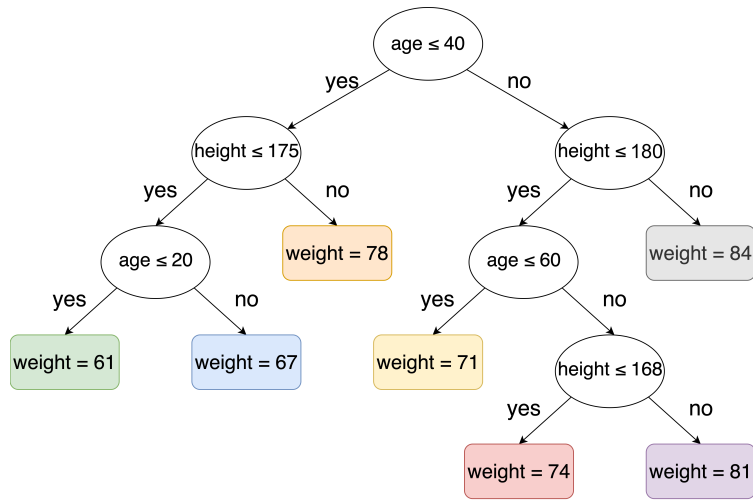 age ≤ 40
yes
no
height ≤ 175
height ≤ 180
yes
no
yes
no
age ≤ 20
weight = 78
age ≤ 60
weight = 84
yes
no
yes
no
weight = 61
weight = 67
weight = 71
height ≤ 168
yes
no
weight = 74
weight = 81